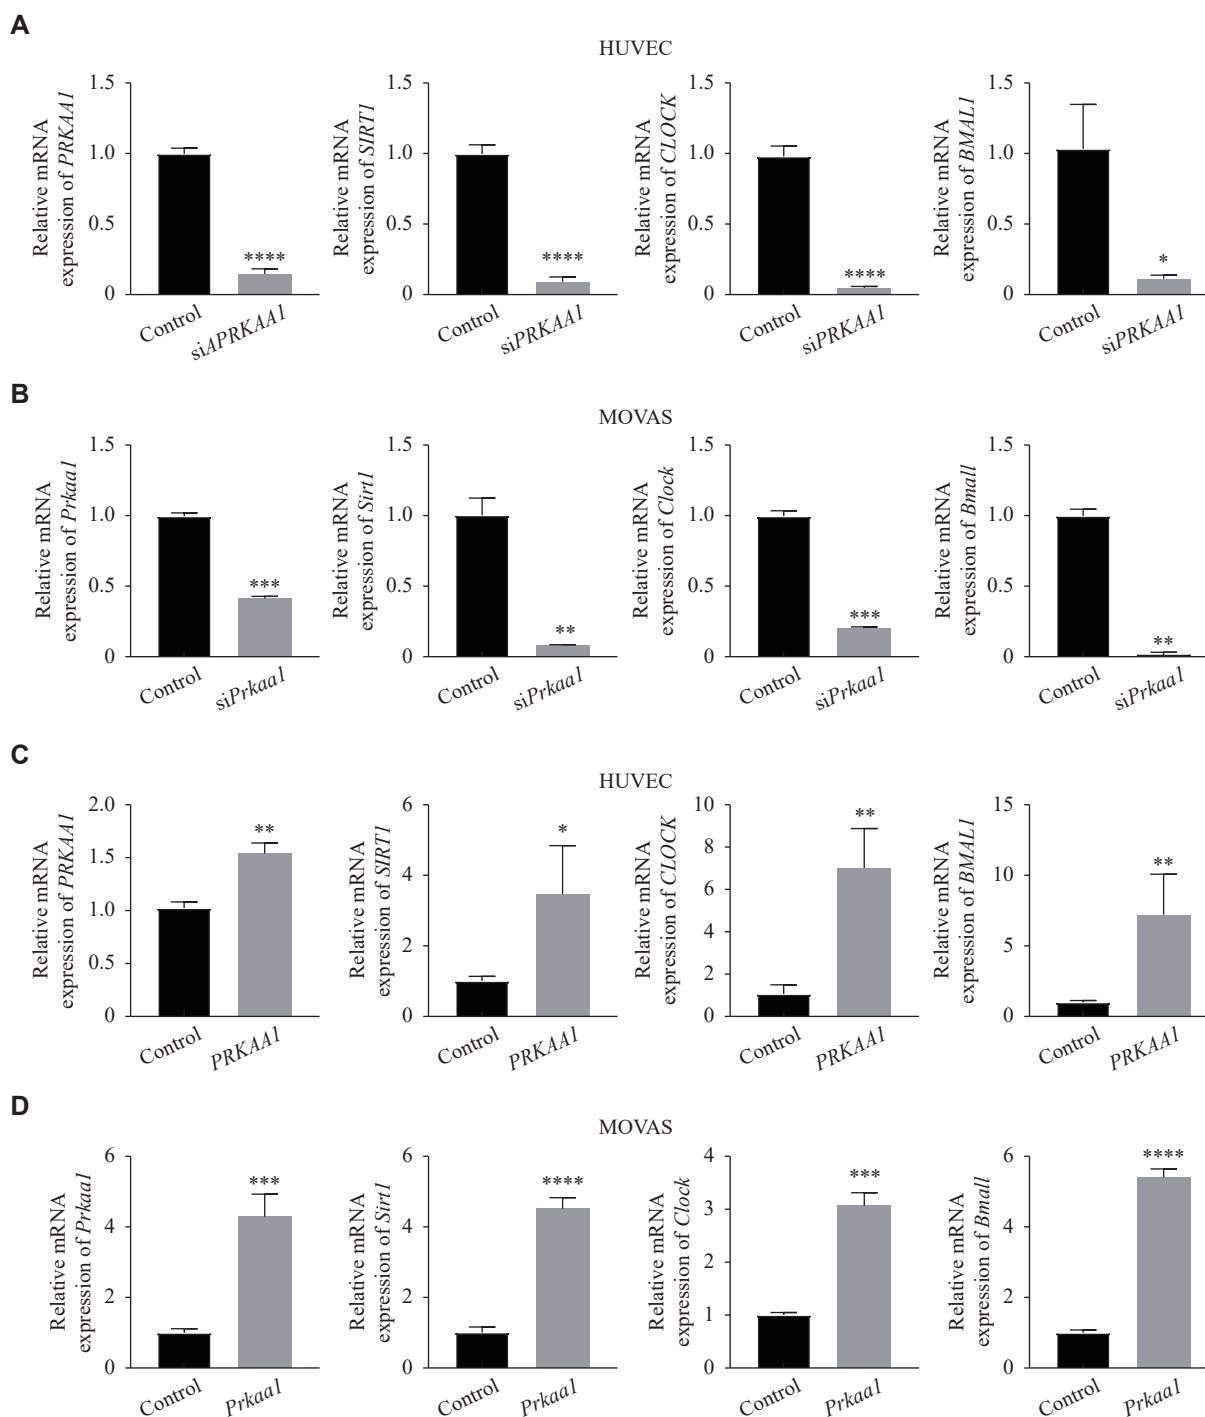 A
HUVEC
Relative mRNA
expression of PRKAA1
1.5
1.0
0.5
0
****
Control
siAPRKAA1
Relative mRNA
expression of SIRT1
1.5
1.0
0.5
0
****
Control
siPRKAA1
Relative mRNA
expression of CLOCK
1.5
1.0
0.5
0
****
Control
siPRKAA1
Relative mRNA
expression of BMAL1
1.5
1.0
0.5
0
*
Control
siPRKAA1
B
MOVAS
Relative mRNA
expression of Prkaa1
1.5
1.0
0.5
0
***
Control
siPrkaa1
Relative mRNA
expression of Sirt1
1.5
1.0
0.5
0
**
Control
siPrkaa1
Relative mRNA
expression of Clock
1.5
1.0
0.5
0
***
Control
siPrkaa1
Relative mRNA
expression of Bmall
1.5
1.0
0.5
0
**
Control
siPrkaa1
C
HUVEC
Relative mRNA
expression of PRKAA1
2.0
1.5
1.0
0.5
0
**
Control
PRKAA1
Relative mRNA
expression of SIRT1
6
4
2
0
*
Control
PRKAA1
Relative mRNA
expression of CLOCK
10
8
6
4
2
0
**
Control
PRKAA1
Relative mRNA
expression of BMAL1
15
10
5
0
**
Control
PRKAA1
D
MOVAS
Relative mRNA
expression of Prkaa1
6
4
2
0
***
Control
Prkaa1
Relative mRNA
expression of Sirt1
6
4
2
0
****
Control
Prkaa1
Relative mRNA
expression of Clock
4
3
2
1
0
***
Control
Prkaa1
Relative mRNA
expression of Bmall
6
4
2
0
****
Control
Prkaa1